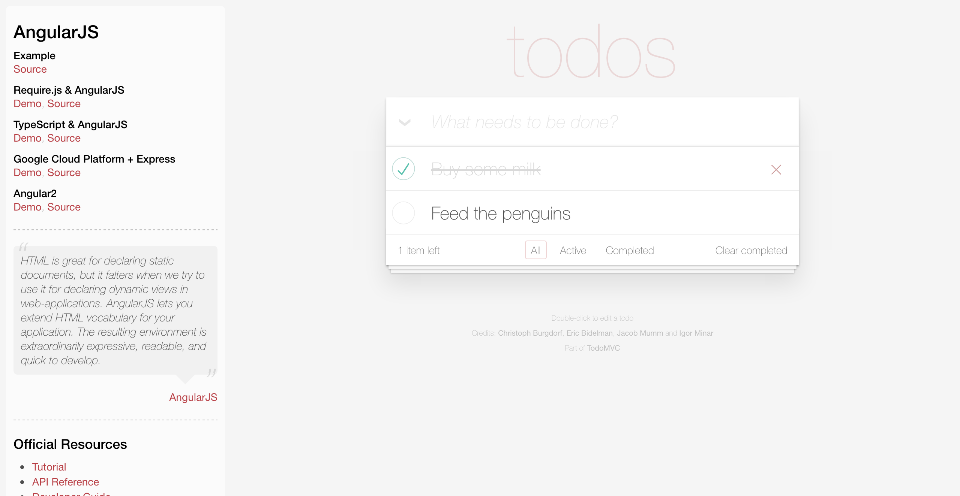 AngularJS
Example
Source
Require.js & AngularJS
Demo, Source
TypeScript & AngularJS
Demo, Source
Google Cloud Platform + Express
Demo, Source
Angular2
Demo, Source
“
HTML is great for declaring static
documents, but it falters when we try to
use it for declaring dynamic views in
web-applications. AngularJS lets you
extend HTML vocabulary for your
application. The resulting environment is
extraordinarily expressive, readable, and
quick to develop.
”
AngularJS
Official Resources
• Tutorial
• API Reference
• Developer Guide
todos
What needs to be done?
Buy some milk
Feed the penguins
1 item left
All Active Completed
Clear completed
Double-click to edit a todo
Credits: Christoph Burgdorf, Eric Bidelman, Jacob Mumm and Igor Minar
Part of TodoMVC